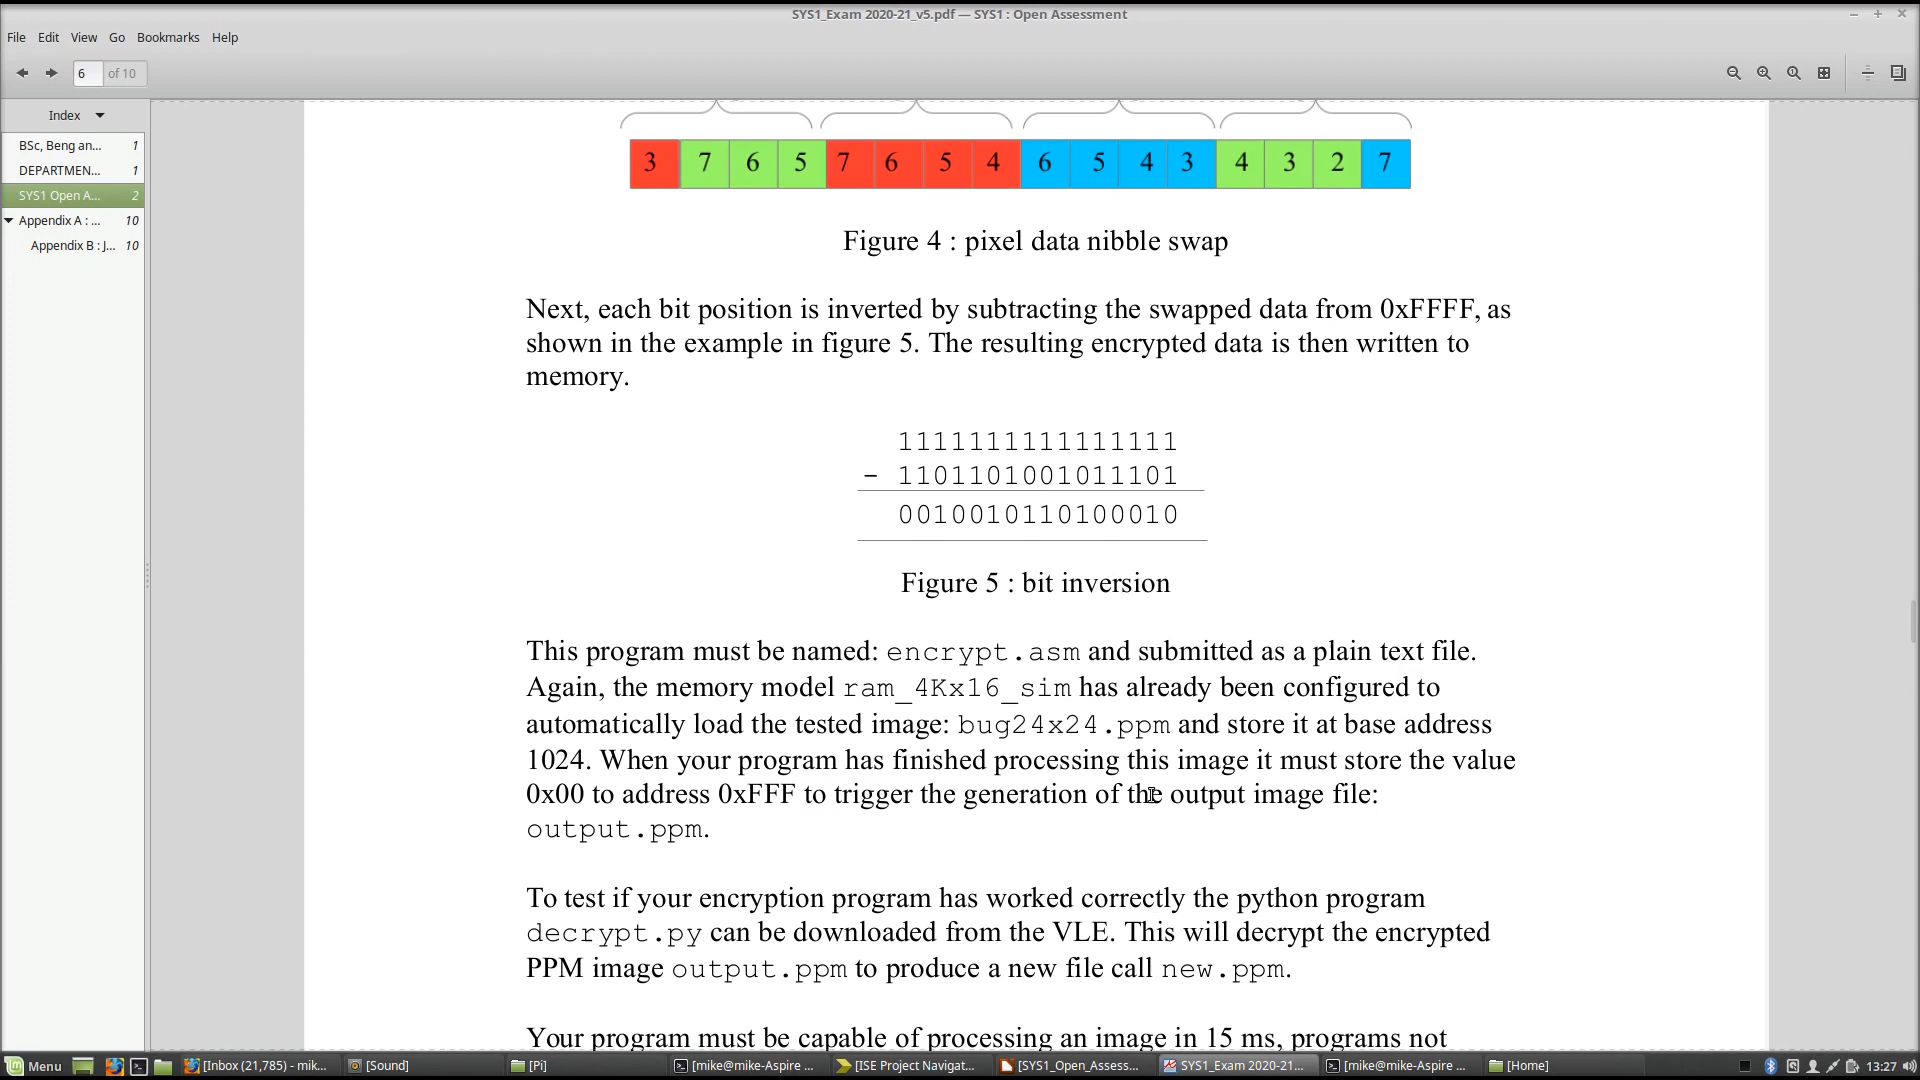 SYS1_Exam 2020-21_v5.pdf — SYS1 : Open Assessment
File Edit View Go Bookmarks Help
6 of 10
Index
BSc, Beng an... 1
DEPARTMEN... 1
SYS1 Open A... 2
Appendix A : ... 10
Appendix B : J... 10
3 7 6 5 7 6 5 4 6 5 4 3 4 3 2 7
Figure 4 : pixel data nibble swap
Next, each bit position is inverted by subtracting the swapped data from 0xFFFF, as
shown in the example in figure 5. The resulting encrypted data is then written to
memory.
1111111111111111
- 1101101001011101
0010010110100010
Figure 5 : bit inversion
This program must be named: encrypt.asm and submitted as a plain text file.
Again, the memory model ram_4Kx16_sim has already been configured to
automatically load the tested image: bug24x24.ppm and store it at base address
1024. When your program has finished processing this image it must store the value
0x00 to address 0xFFF to trigger the generation of the output image file:
output.ppm.
To test if your encryption program has worked correctly the python program
decrypt.py can be downloaded from the VLE. This will decrypt the encrypted
PPM image output.ppm to produce a new file call new.ppm.
Your program must be capable of processing an image in 15 ms, programs not
Menu [Inbox (21,785) - mik... [Sound] [Pi] [mike@mike-Aspire ... [ISE Project Navigat... [SYS1_Open_Assess... SYS1_Exam 2020-21... [mike@mike-Aspire ... [Home] 13:27